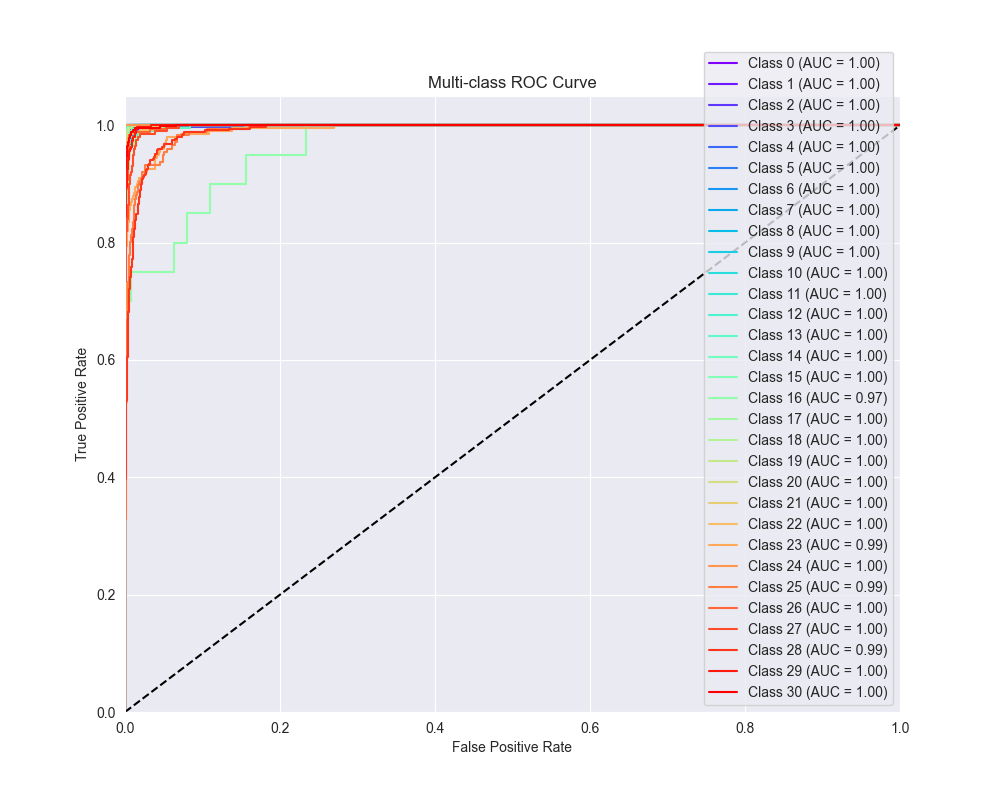 Multi-class ROC Curve
True Positive Rate
1.0
0.8
0.6
0.4
0.2
0.0
0.0 0.2 0.4 0.6 0.8 1.0
False Positive Rate
Class 0 (AUC = 1.00)
Class 1 (AUC = 1.00)
Class 2 (AUC = 1.00)
Class 3 (AUC = 1.00)
Class 4 (AUC = 1.00)
Class 5 (AUC = 1.00)
Class 6 (AUC = 1.00)
Class 7 (AUC = 1.00)
Class 8 (AUC = 1.00)
Class 9 (AUC = 1.00)
Class 10 (AUC = 1.00)
Class 11 (AUC = 1.00)
Class 12 (AUC = 1.00)
Class 13 (AUC = 1.00)
Class 14 (AUC = 1.00)
Class 15 (AUC = 1.00)
Class 16 (AUC = 0.97)
Class 17 (AUC = 1.00)
Class 18 (AUC = 1.00)
Class 19 (AUC = 1.00)
Class 20 (AUC = 1.00)
Class 21 (AUC = 1.00)
Class 22 (AUC = 1.00)
Class 23 (AUC = 0.99)
Class 24 (AUC = 1.00)
Class 25 (AUC = 0.99)
Class 26 (AUC = 1.00)
Class 27 (AUC = 1.00)
Class 28 (AUC = 0.99)
Class 29 (AUC = 1.00)
Class 30 (AUC = 1.00)